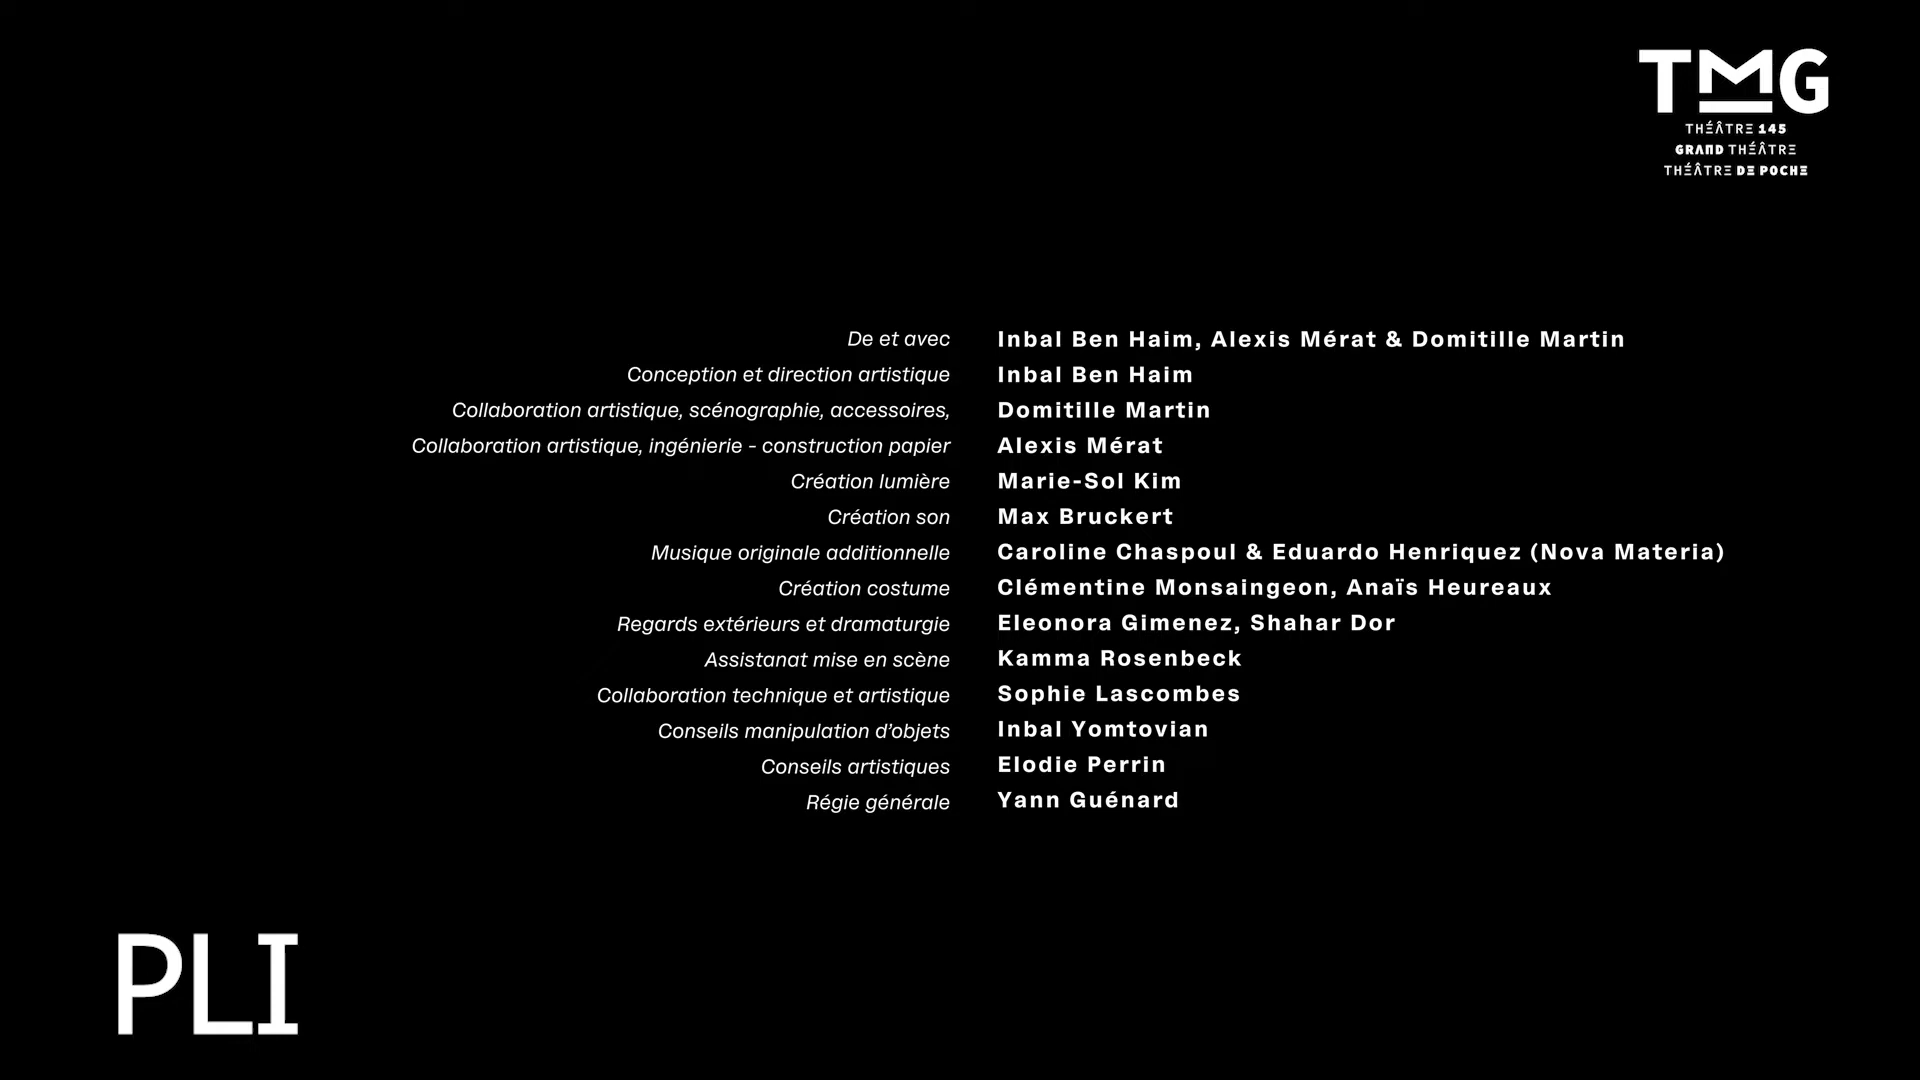 TMG
THÉÂTRE 145
GRAND THÉÂTRE
THÉÂTRE DE POCHE
De et avec Inbal Ben Haim, Alexis Mérat & Domitille Martin
Conception et direction artistique Inbal Ben Haim
Collaboration artistique, scénographie, accessoires, Domitille Martin
Collaboration artistique, ingénierie - construction papier Alexis Mérat
Création lumière Marie-Sol Kim
Création son Max Bruckert
Musique originale additionnelle Caroline Chaspoul & Eduardo Henriquez (Nova Materia)
Création costume Clémentine Monsaingeon, Anaïs Heureaux
Regards extérieurs et dramaturgie Eleonora Gimenez, Shahar Dor
Assistanat mise en scène Kamma Rosenbeck
Collaboration technique et artistique Sophie Lascombes
Conseils manipulation d’objets Inbal Yomtovian
Conseils artistiques Elodie Perrin
Régie générale Yann Guénard
PLI